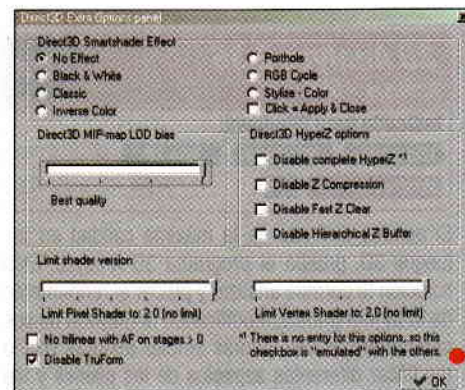 Direct3D Extra Options panel
Direct3D Smartshader Effect
No Effect
Black & White
Classic
Inverse Color
Porthole
RGB Cycle
Stylize - Color
Click = Apply & Close
Direct3D MIP-map LOD bias
Best quality
Direct3D HyperZ options
Disable complete HyperZ *¹
Disable Z Compression
Disable Fast Z Clear
Disable Hierarchical Z Buffer
Limit shader version
Limit Pixel Shader to: 2.0 (no limit)
Limit Vertex Shader to: 2.0 (no limit)
No trilinear with AF on stages > 0
Disable TruForm
*¹ There is no entry for this options, so this
checkbox is "emulated" with the others.
OK